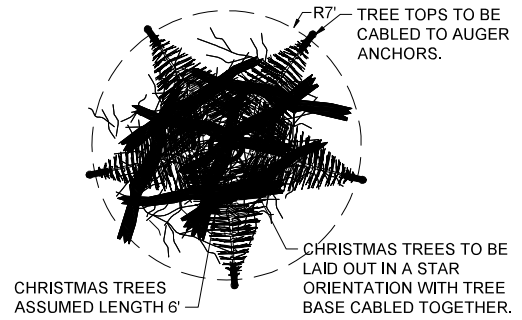 R7'
TREE TOPS TO BE
CABLED TO AUGER
ANCHORS.
CHRISTMAS TREES
ASSUMED LENGTH 6'
CHRISTMAS TREES TO BE
LAID OUT IN A STAR
ORIENTATION WITH TREE
BASE CABLED TOGETHER.